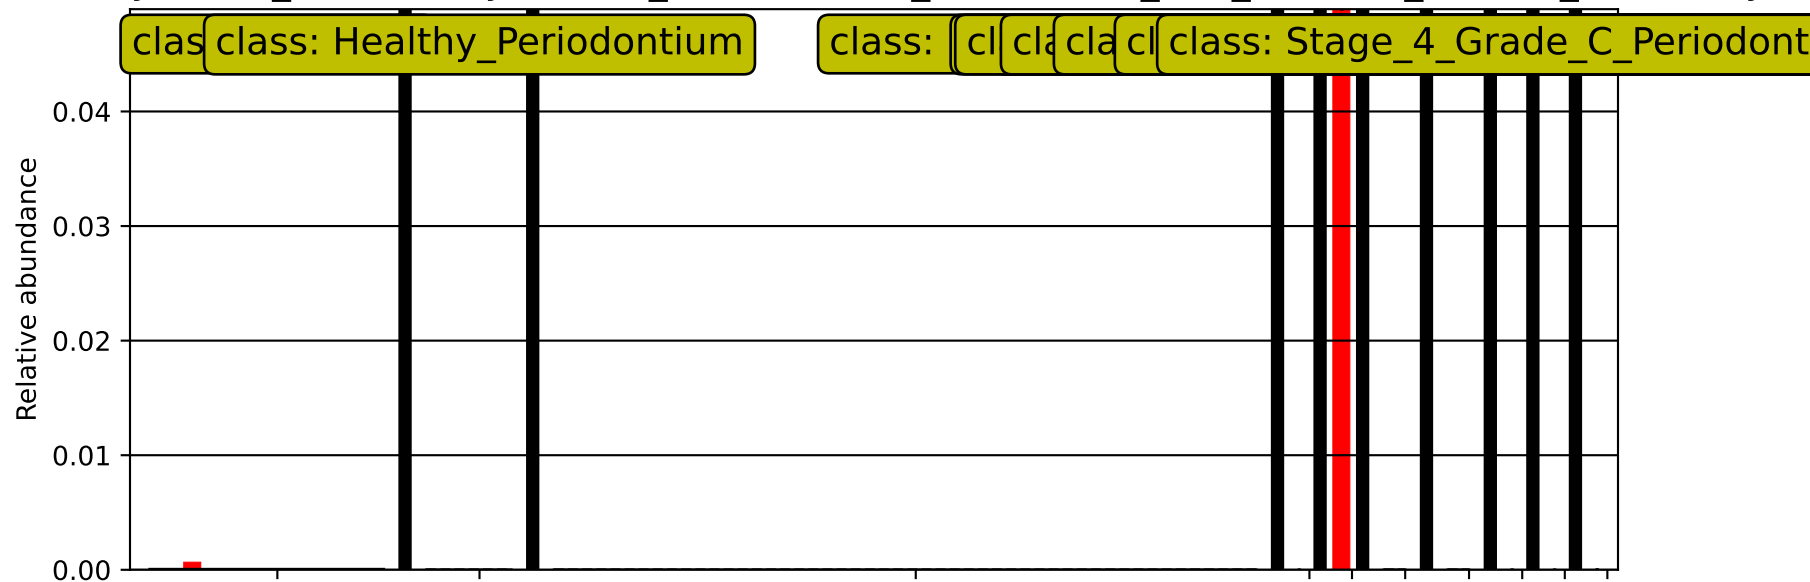 clas class: Healthy_Periodontium class: cl cla cla cl class: Stage_4_Grade_C_Periodont
0.04
0.03
0.02
0.01
0.00
Relative abundance